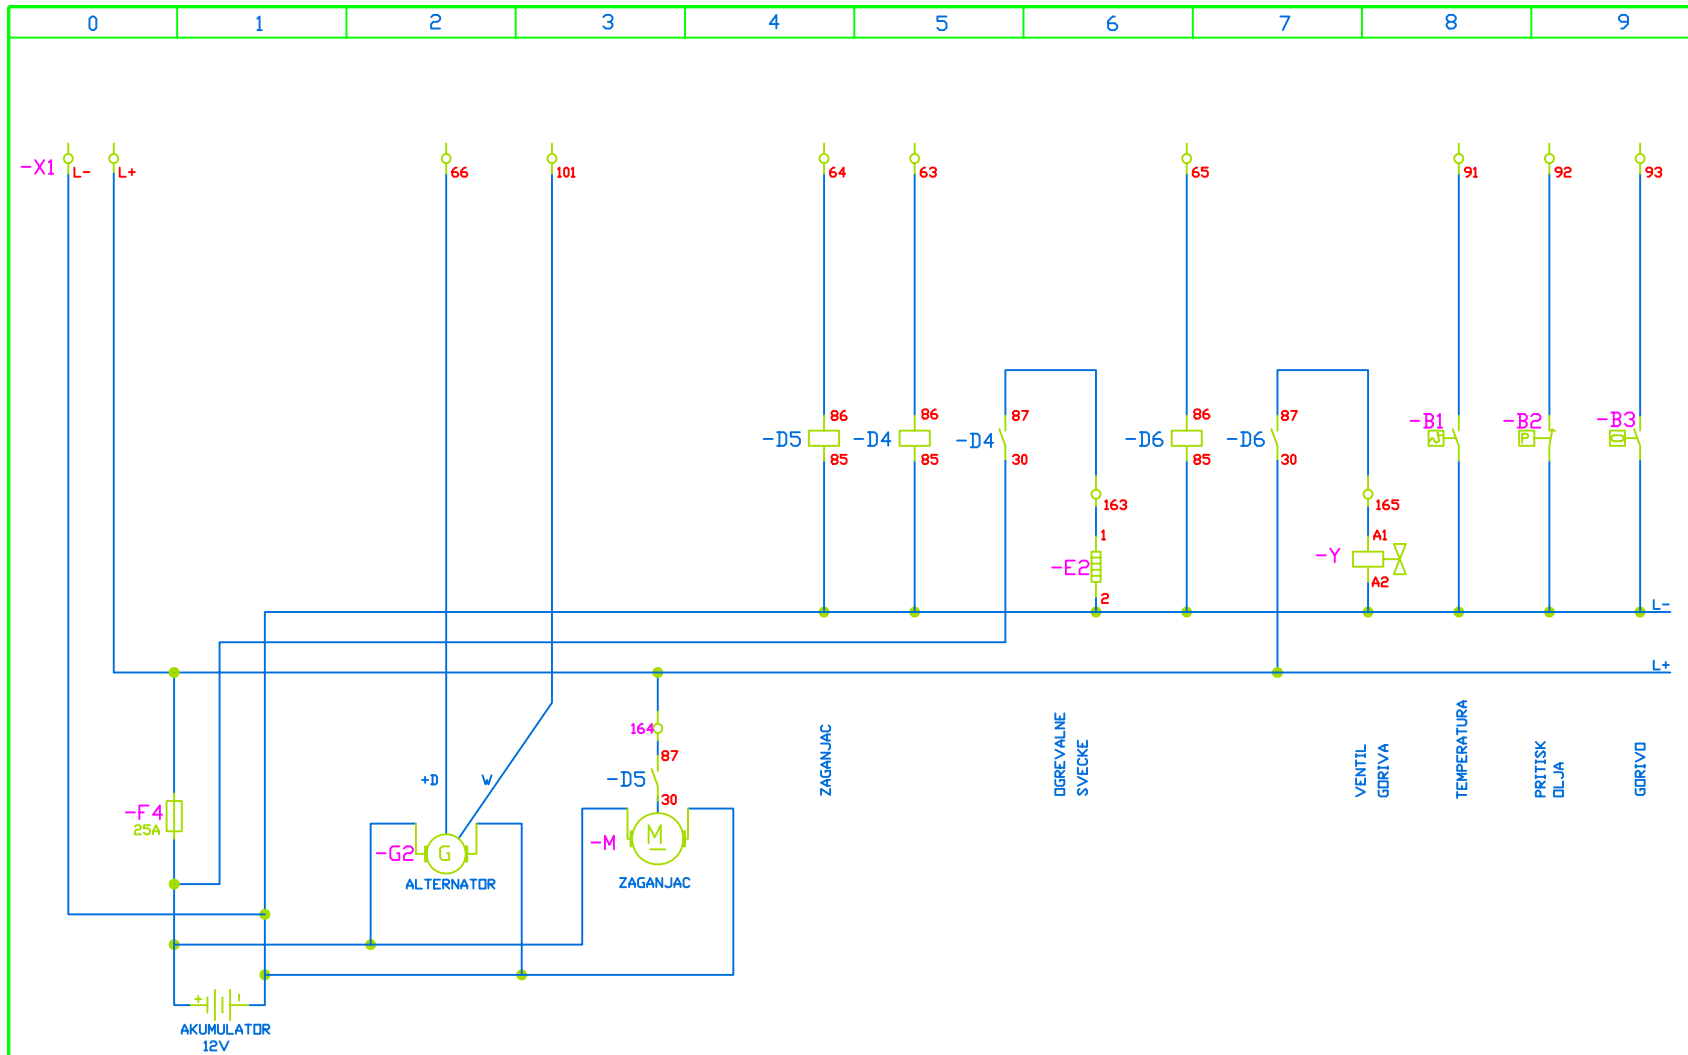 0 1 2 3 4 5 6 7 8 9
-X1 L- L+ 66 101 64 63 65 91 92 93
86 86 87 86 87
-D5 -D4 -D4 -D6 -D6 -B1 -B2 -B3
P
85 85 30 85 30
163 165
1 A1
-E2 -Y
2 A2
L-
L+
164
87
-D5
30
+D W
ZAGANJAC
OGREVALNE
SVECKE
VENTIL
GORIVA
TEMPERATURA
PRITISK
OLJA
GORIVO
-F4
25A
-G2 G
ALTERNATOR
-M M
ZAGANJAC
+ -
AKUMULATOR
12V